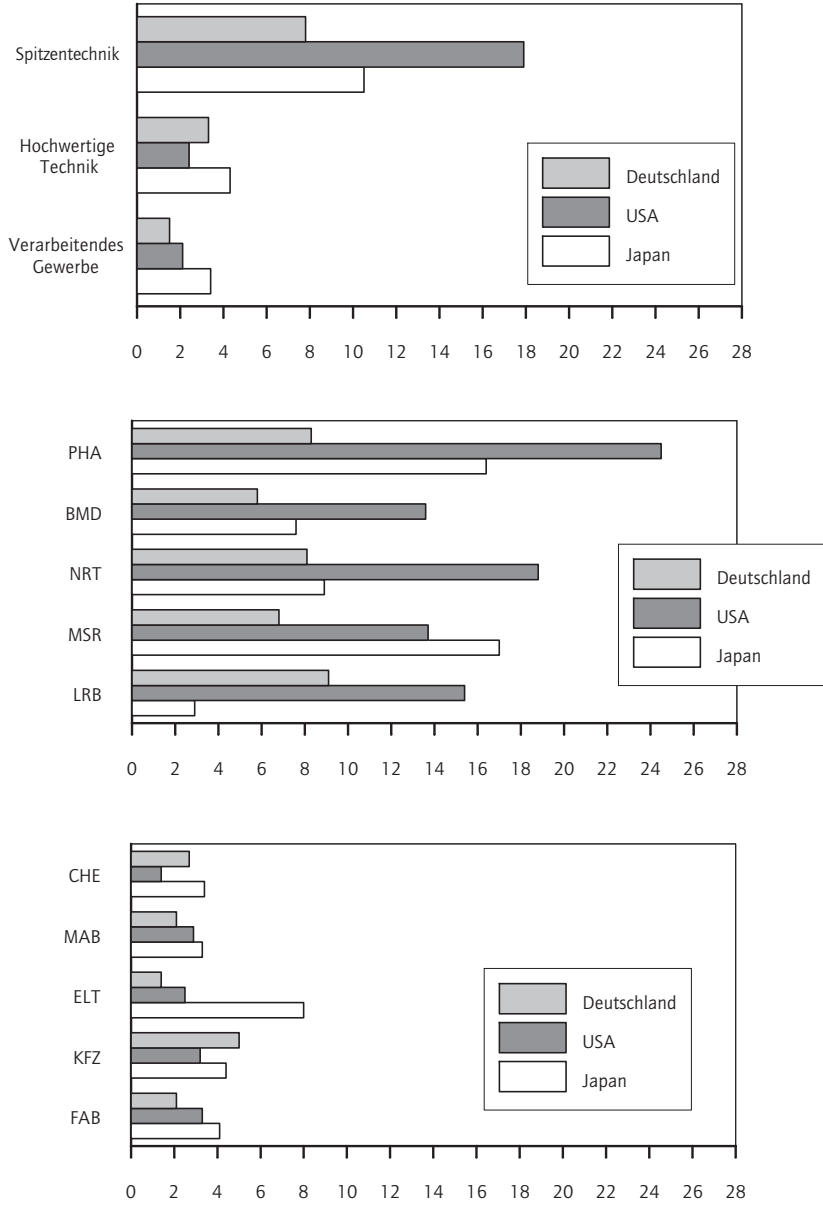 Spitzentechnik
Hochwertige
Technik
Verarbeitendes
Gewerbe
Deutschland
USA
Japan
0 2 4 6 8 10 12 14 16 18 20 22 24 26 28
PHA
BMD
NRT
MSR
LRB
Deutschland
USA
Japan
0 2 4 6 8 10 12 14 16 18 20 22 24 26 28
CHE
MAB
ELT
KFZ
FAB
Deutschland
USA
Japan
0 2 4 6 8 10 12 14 16 18 20 22 24 26 28